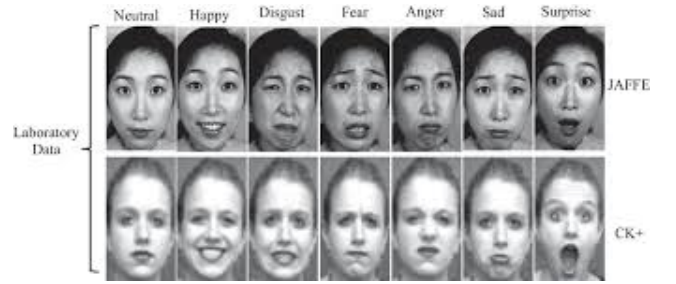 Neutral Happy Disgust Fear Anger Sad Surprise
JAFFE
Laboratory
Data
CK+